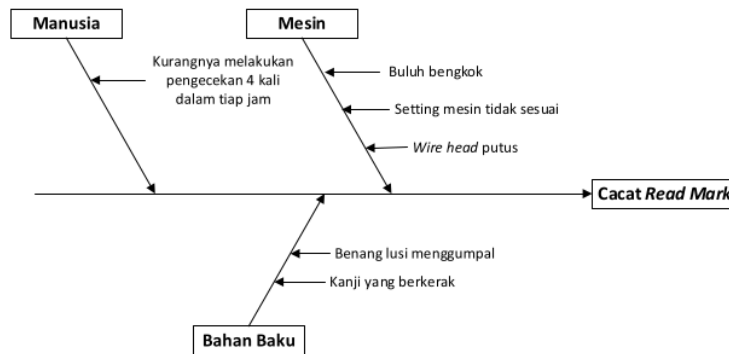 Manusia
Mesin
Kurangnya melakukan
pengecekan 4 kali
dalam tiap jam
Buluh bengkok
Setting mesin tidak sesuai
Wire head putus
Cacat Read Mark
Benang lusi menggumpal
Kanji yang berkerak
Bahan Baku